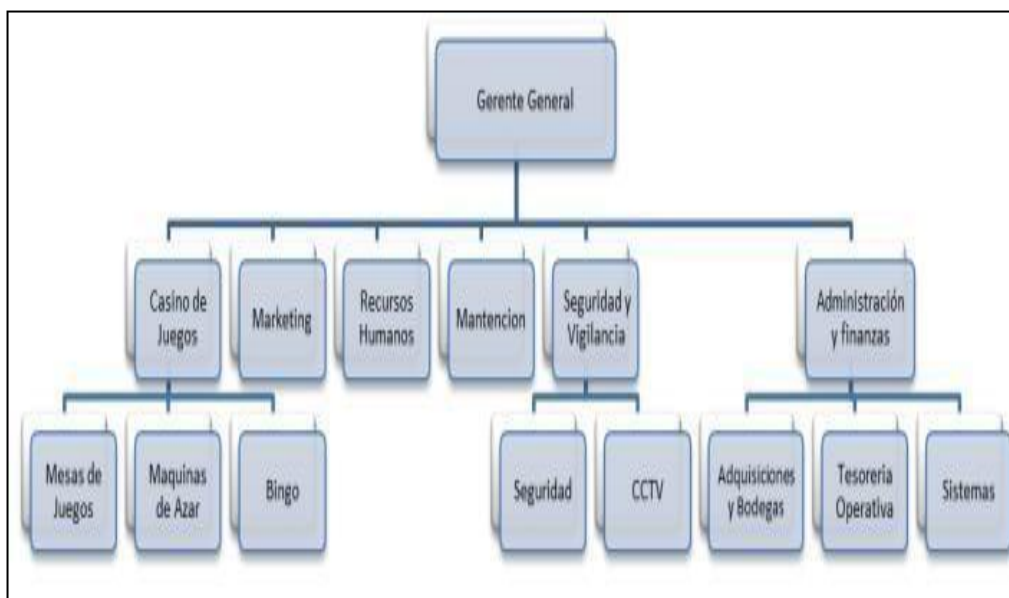 Gerente General
Casino de
Juegos
Marketing
Recursos
Humanos
Mantencion
Seguridad y
Vigilancia
Administración
y finanzas
Mesas de
Juegos
Maquinas
de Azar
Bingo
Seguridad
CCTV
Adquisiciones
y Bodegas
Tesoreria
Operativa
Sistemas